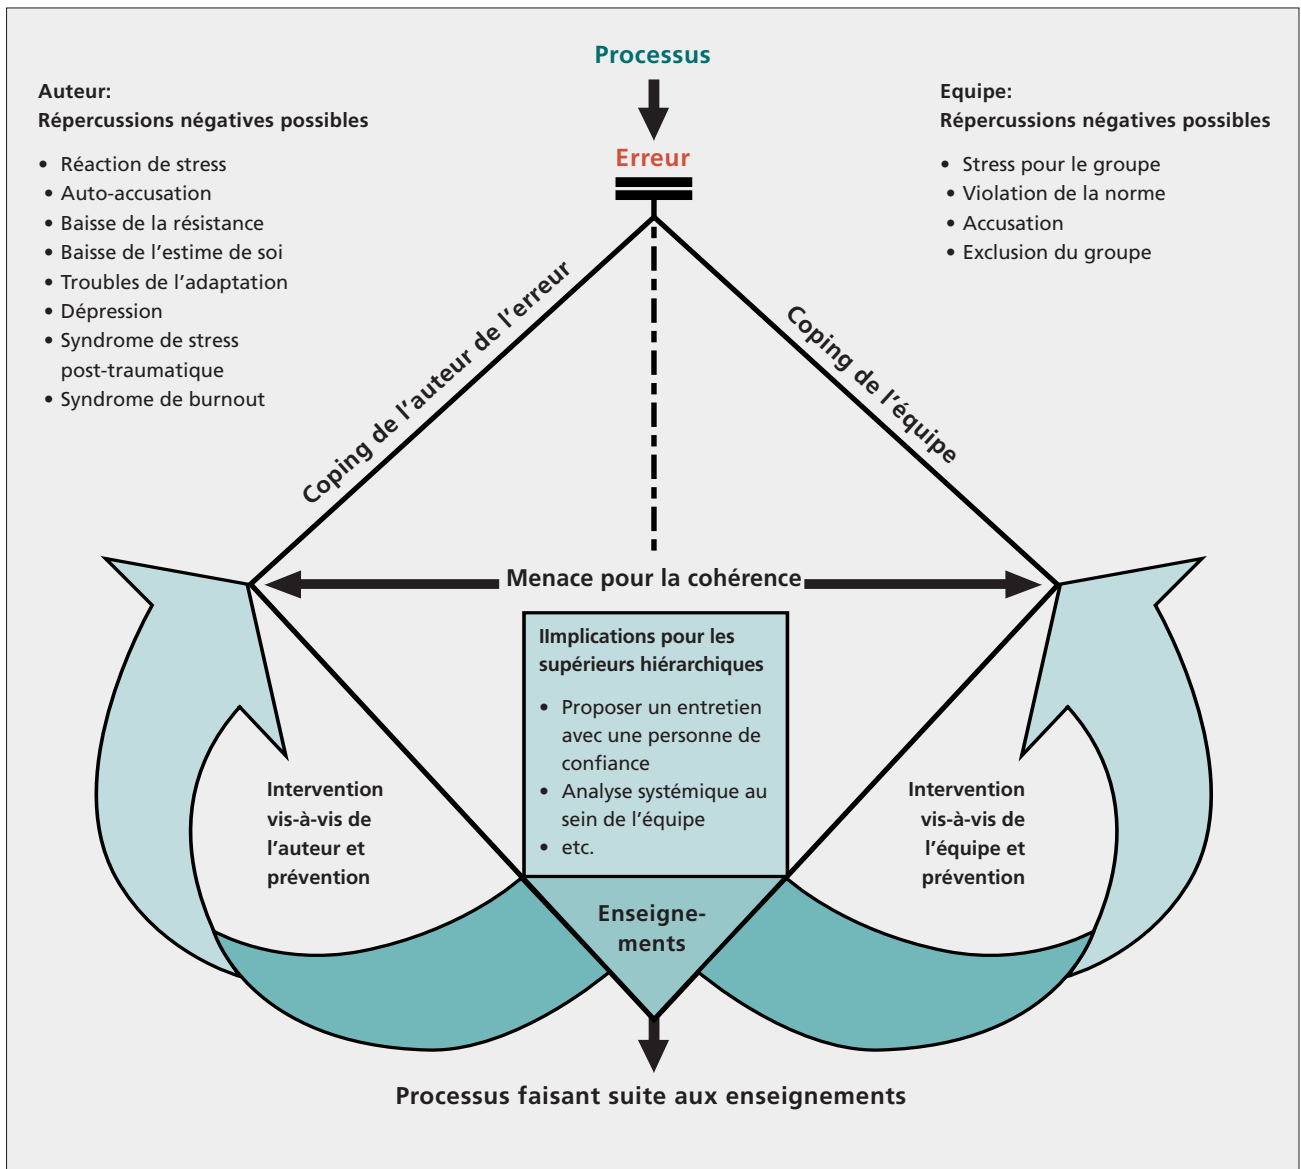 Processus
Auteur:
Répercussions négatives possibles
• Réaction de stress
• Auto-accusation
• Baisse de la résistance
• Baisse de l’estime de soi
• Troubles de l’adaptation
• Dépression
• Syndrome de stress
post-traumatique
• Syndrome de burnout
Erreur
Equipe:
Répercussions négatives possibles
• Stress pour le groupe
• Violation de la norme
• Accusation
• Exclusion du groupe
Coping de l’auteur de l’erreur
Coping de l’équipe
Menace pour la cohérence
IImplications pour les
supérieurs hiérarchiques
• Proposer un entretien
avec une personne de
confiance
• Analyse systémique au
sein de l’équipe
• etc.
Intervention
vis-à-vis de
l’auteur et
prévention
Intervention
vis-à-vis de
l’équipe et
prévention
Enseigne-
ments
Processus faisant suite aux enseignements